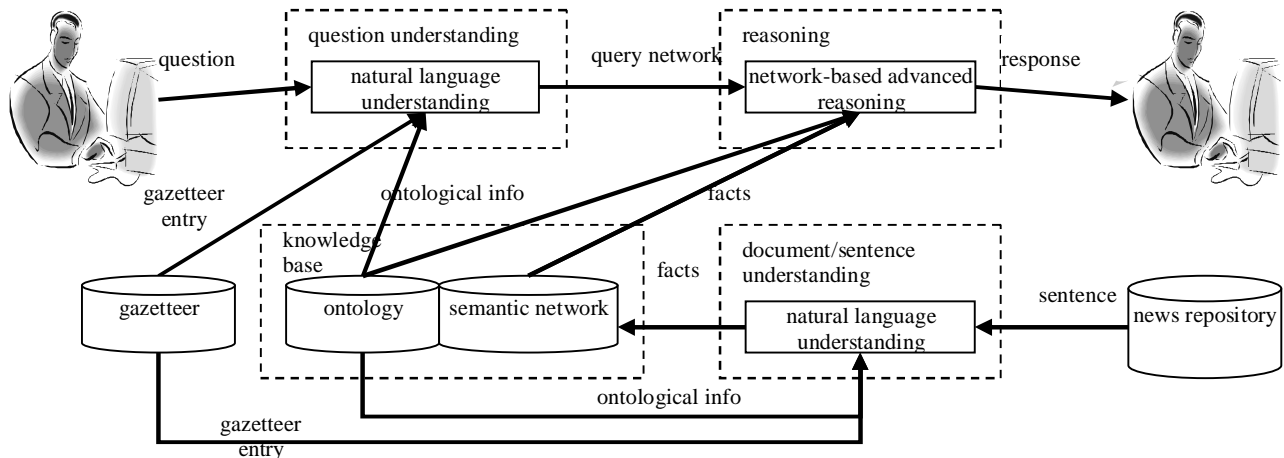 question understanding
reasoning
question
query network
response
natural language
understanding
network-based advanced
reasoning
gazetteer
entry
ontological info
facts
knowledge
base
document/sentence
understanding
facts
sentence
gazetteer
ontology
semantic network
natural language
understanding
news repository
ontological info
gazetteer
entry